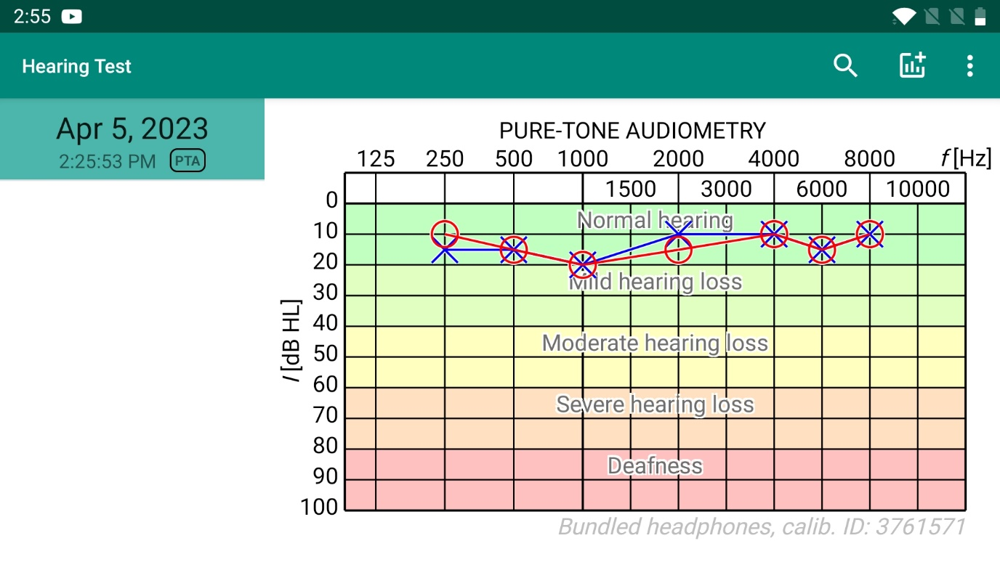 2:55
Hearing Test
Apr 5, 2023
2:25:53 PM PTA
PURE-TONE AUDIOMETRY
125 250 500 1000 2000 4000 8000 f [Hz]
1500 3000 6000 10000
0
Normal hearing
10
20
Mild hearing loss
30
40
Moderate hearing loss
50
60
Severe hearing loss
70
80
Deafness
90
100
I [dB HL]
Bundled headphones, calib. ID: 3761571